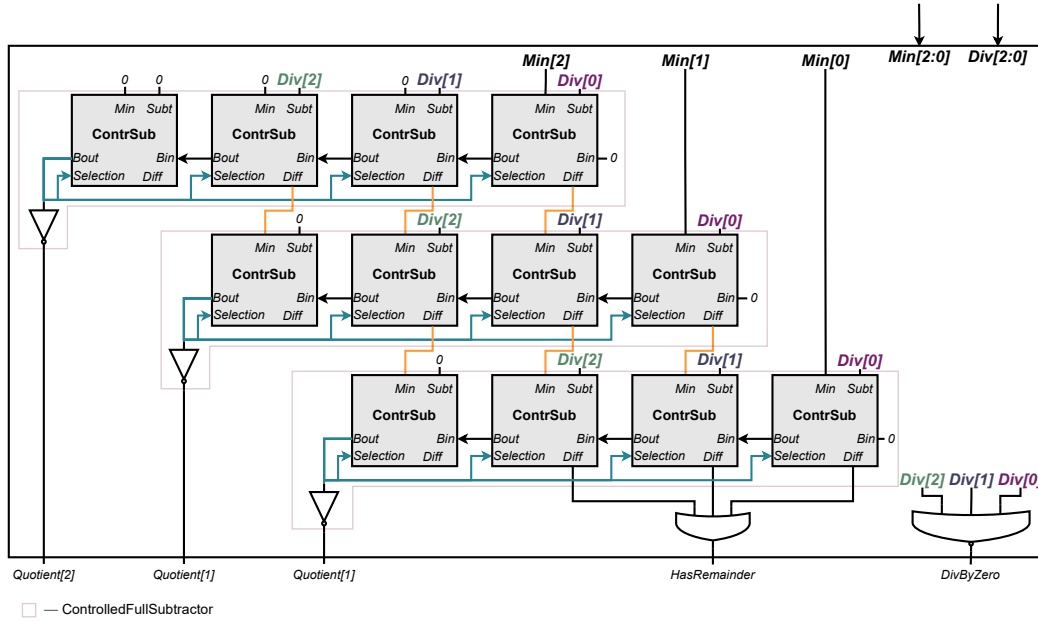 Min[2:0] Div[2:0]
Min[2] Min[1] Min[0]
0 0 0 Div[2] 0 Div[1] Div[0]
Min Subt Min Subt Min Subt Min Subt
ContrSub ContrSub ContrSub ContrSub
Bout Bin Bout Bin Bout Bin Bout Bin 0
Selection Diff Selection Diff Selection Diff Selection Diff
0 Div[2] Div[1] Div[0]
Min Subt Min Subt Min Subt Min Subt
ContrSub ContrSub ContrSub ContrSub
Bout Bin Bout Bin Bout Bin Bout Bin 0
Selection Diff Selection Diff Selection Diff Selection Diff
0 Div[2] Div[1] Div[0]
Min Subt Min Subt Min Subt Min Subt
ContrSub ContrSub ContrSub ContrSub
Bout Bin Bout Bin Bout Bin Bout Bin 0
Selection Diff Selection Diff Selection Diff Selection Diff
Div[2] Div[1] Div[0]
Quotient[2] Quotient[1] Quotient[1] HasRemainder DivByZero
— ControlledFullSubtractor